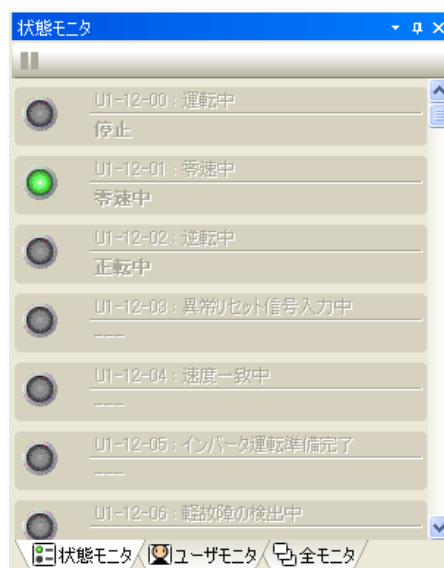 状態モニタ
U1-12-00 : 運転中
停止
U1-12-01 : 零速中
零速中
U1-12-02 : 逆転中
正転中
U1-12-03 : 異常リセット信号入力中
---
U1-12-04 : 速度一致中
---
U1-12-05 : インバータ運転準備完了
---
U1-12-06 : 軽故障の検出中
状態モニタ ユーザモニタ 全モニタ